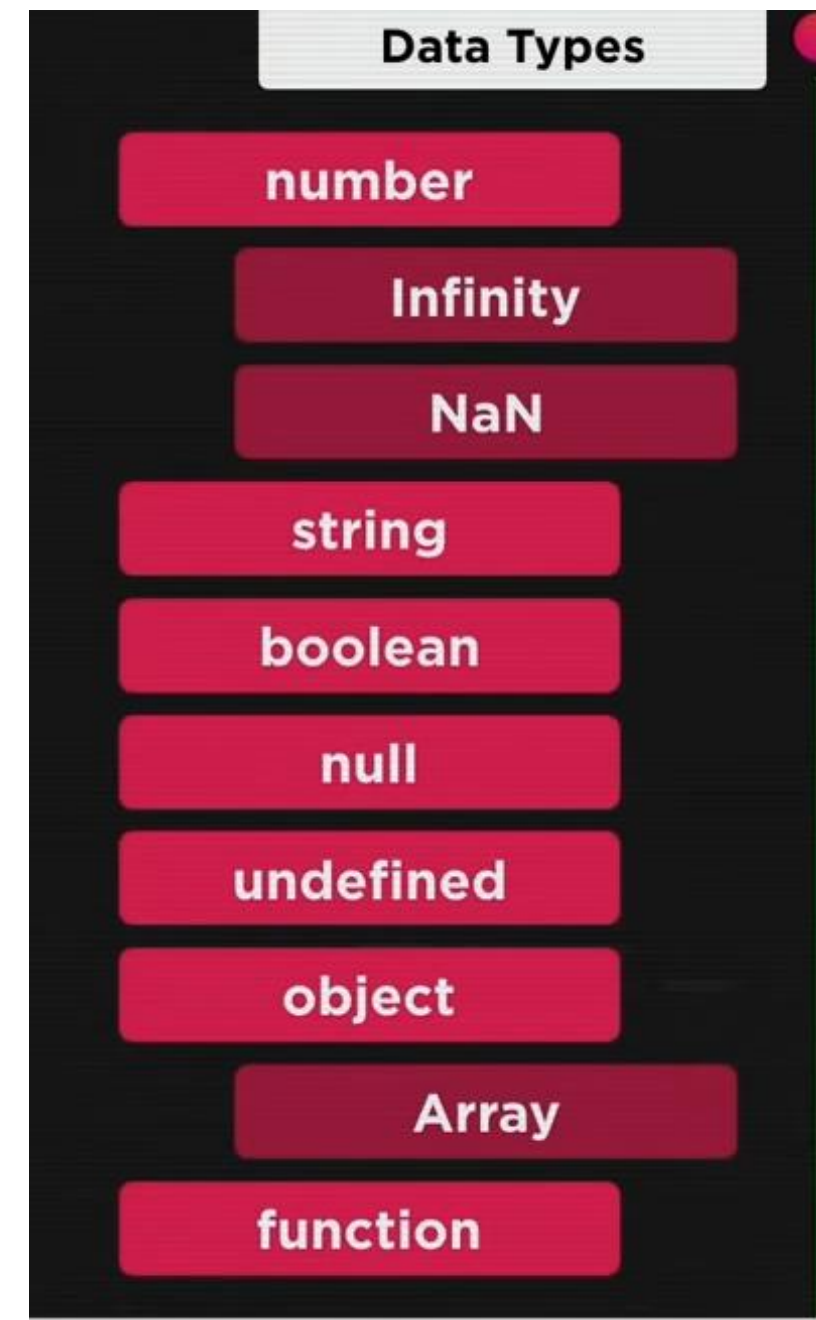 Data Types
number
Infinity
NaN
string
boolean
null
undefined
object
Array
function